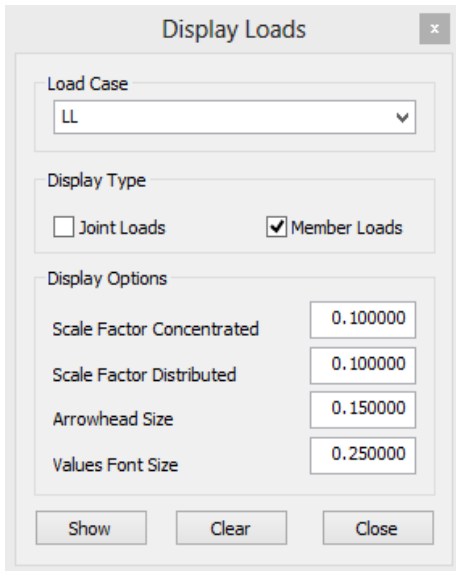 Display Loads
x
Load Case
LL
Display Type
Joint Loads Member Loads
Display Options
Scale Factor Concentrated 0.100000
Scale Factor Distributed 0.100000
Arrowhead Size 0.150000
Values Font Size 0.250000
Show Clear Close